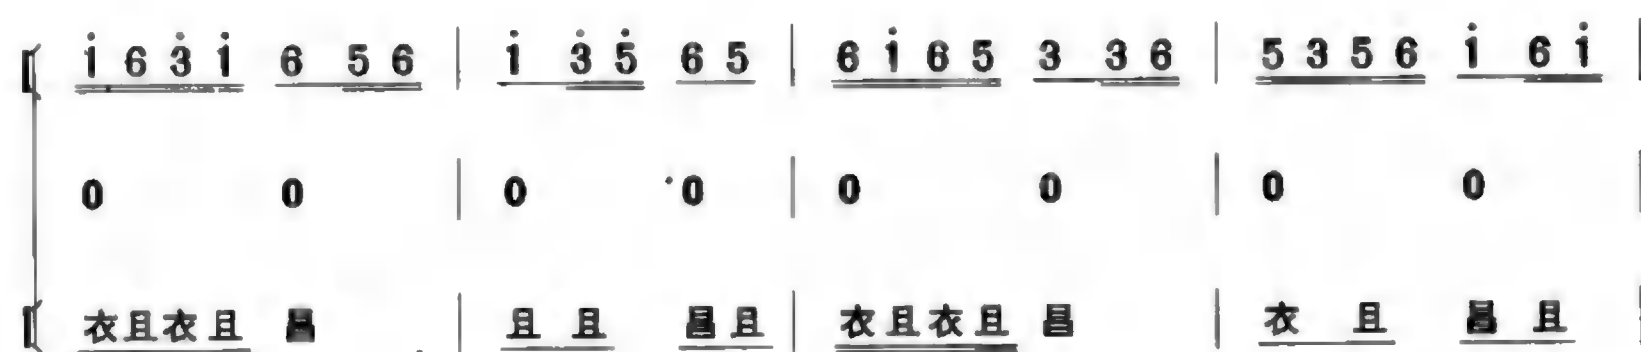 i 6 3̇ i 6 5 6 | i 3̇ 5̇ 6 5 | 6 i 6 5 3 3 6 | 5 3 5 6 i 6 i |
0 0 | 0 0 | 0 0 | 0 0 |
衣且衣且 昌 | 且 且 昌且 | 衣且衣且 昌 | 衣 且 昌 且 |